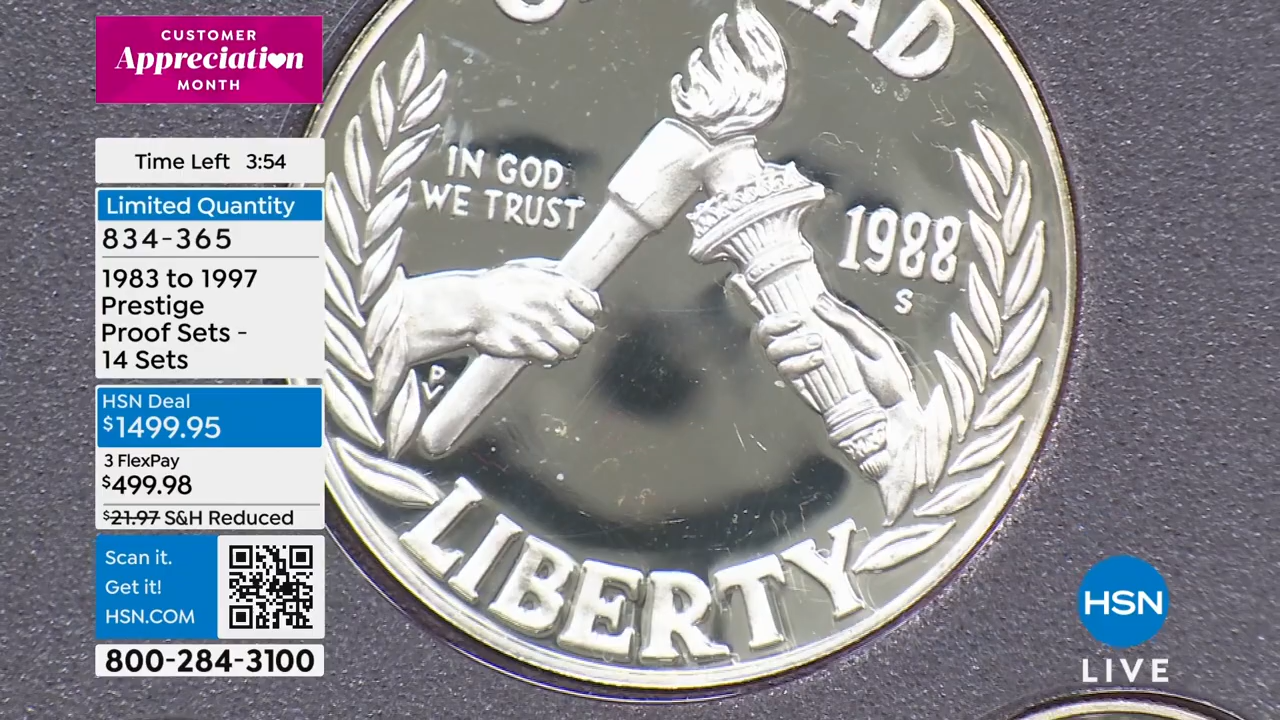 CUSTOMER
Appreciation
MONTH
Time Left 3:54
Limited Quantity
834-365
1983 to 1997
Prestige
Proof Sets -
14 Sets
HSN Deal
$1499.95
3 FlexPay
$499.98
$21.97 S&H Reduced
Scan it.
Get it!
HSN.COM
800-284-3100
IN GOD
WE TRUST
1988
S
P
V
LIBERTY
HSN
LIVE